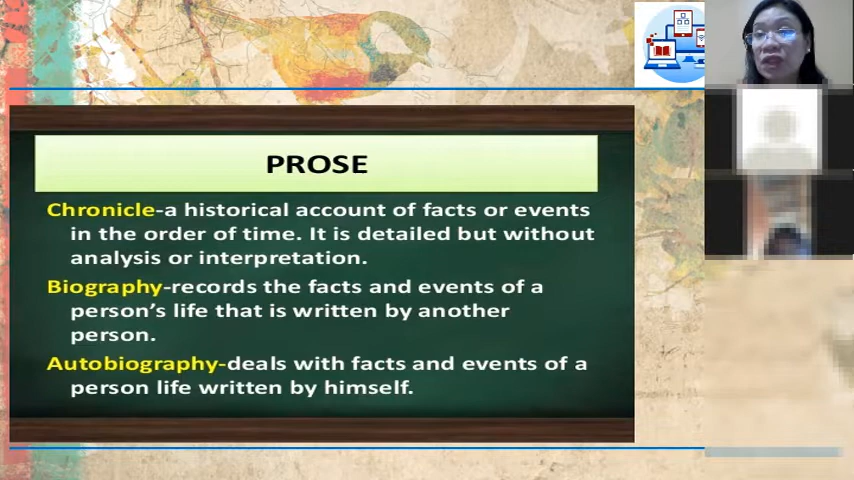 PROSE
Chronicle-a historical account of facts or events
in the order of time. It is detailed but without
analysis or interpretation.
Biography-records the facts and events of a
person's life that is written by another
person.
Autobiography-deals with facts and events of a
person life written by himself.